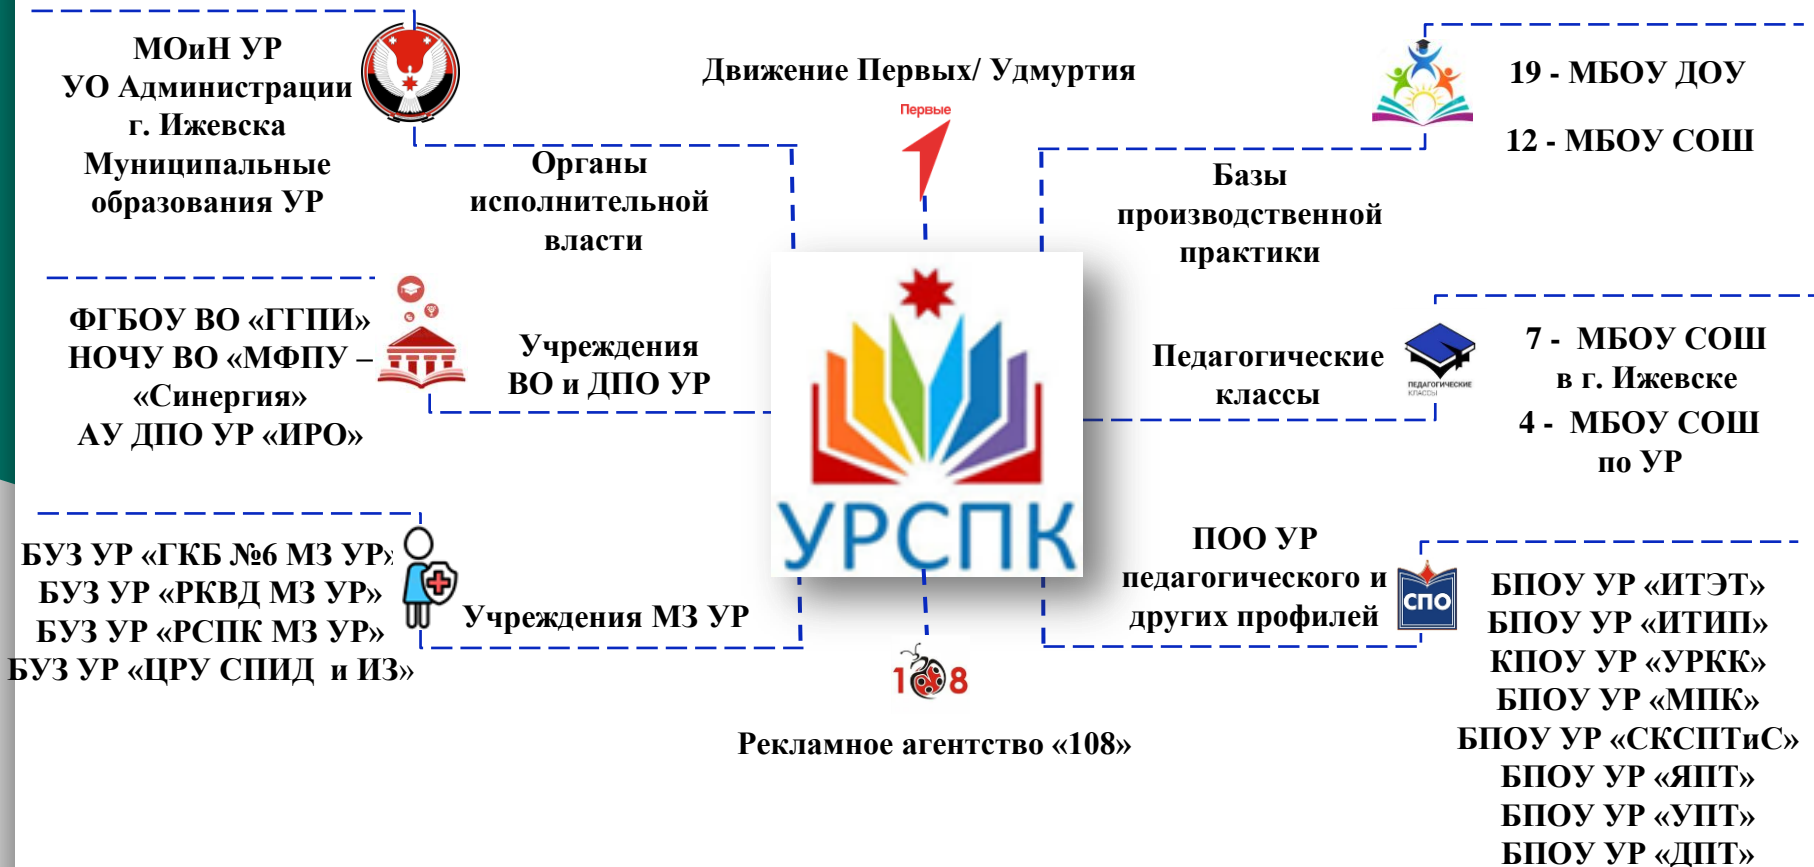 МОиН УР
УО Администрации
г. Ижевска
Муниципальные
образования УР
Органы
исполнительной
власти
Движение Первых/ Удмуртия
Первые
Базы
производственной
практики
19 - МБОУ ДОУ
12 - МБОУ СОШ
ФГБОУ ВО «ГГПИ»
НОЧУ ВО «МФПУ –
«Синергия»
АУ ДПО УР «ИРО»
Учреждения
ВО и ДПО УР
УРСПК
Педагогические
классы
ПЕДАГОГИЧЕСКИЕ
КЛАССЫ
7 - МБОУ СОШ
в г. Ижевске
4 - МБОУ СОШ
по УР
БУЗ УР «ГКБ №6 МЗ УР»
БУЗ УР «РКВД МЗ УР»
БУЗ УР «РСПК МЗ УР»
БУЗ УР «ЦРУ СПИД и ИЗ»
Учреждения МЗ УР
108
Рекламное агентство «108»
ПОО УР
педагогического и
других профилей
СПО
БПОУ УР «ИТЭТ»
БПОУ УР «ИТИП»
КПОУ УР «УРКК»
БПОУ УР «МПК»
БПОУ УР «СКСПТиС»
БПОУ УР «ЯПТ»
БПОУ УР «УПТ»
БПОУ УР «ДПТ»